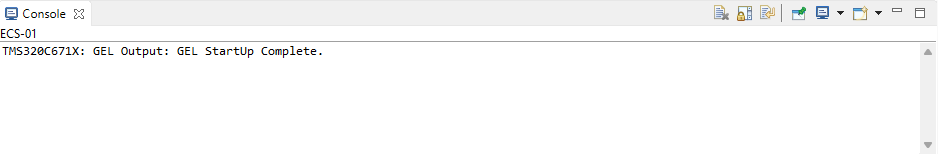 Console
ECS-01
TMS320C671X: GEL Output: GEL StartUp Complete.